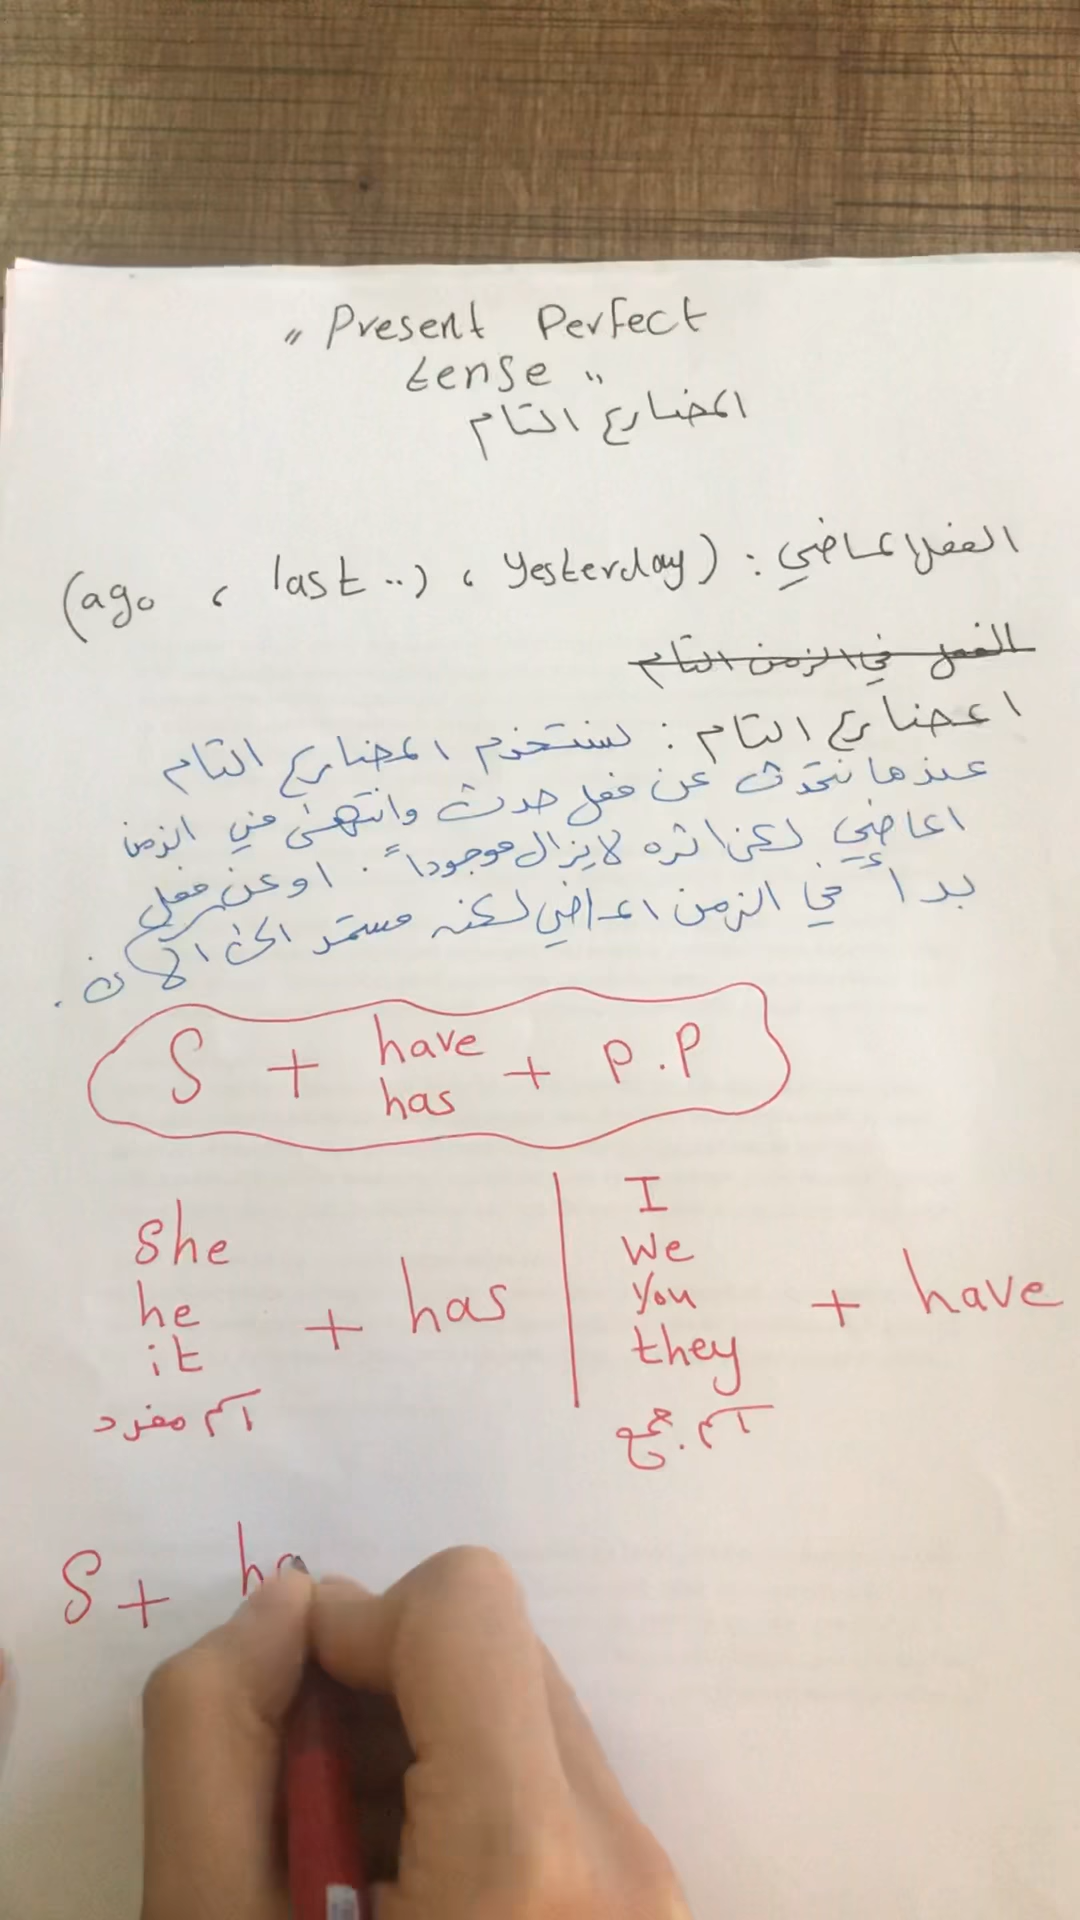 " Present Perfect
tense "
المضارع التام
الفعل الماضي : (ago ، last ..، ، yesterday)
الفعل في الزمن التام
المضارع التام : نستخدم المضارع التام
عندما نتحدث عن فعل حدث وانتهى في الزمن
الماضي لكن اثره لا يزال موجوداً . او عن فعل
بدأ في الزمن الماضي لكنه مستمر الى الآن .
S + have + P.P
has
she
he + has
it
اسم مفرد
I
we
you + have
they
اسم جمع
S + ha